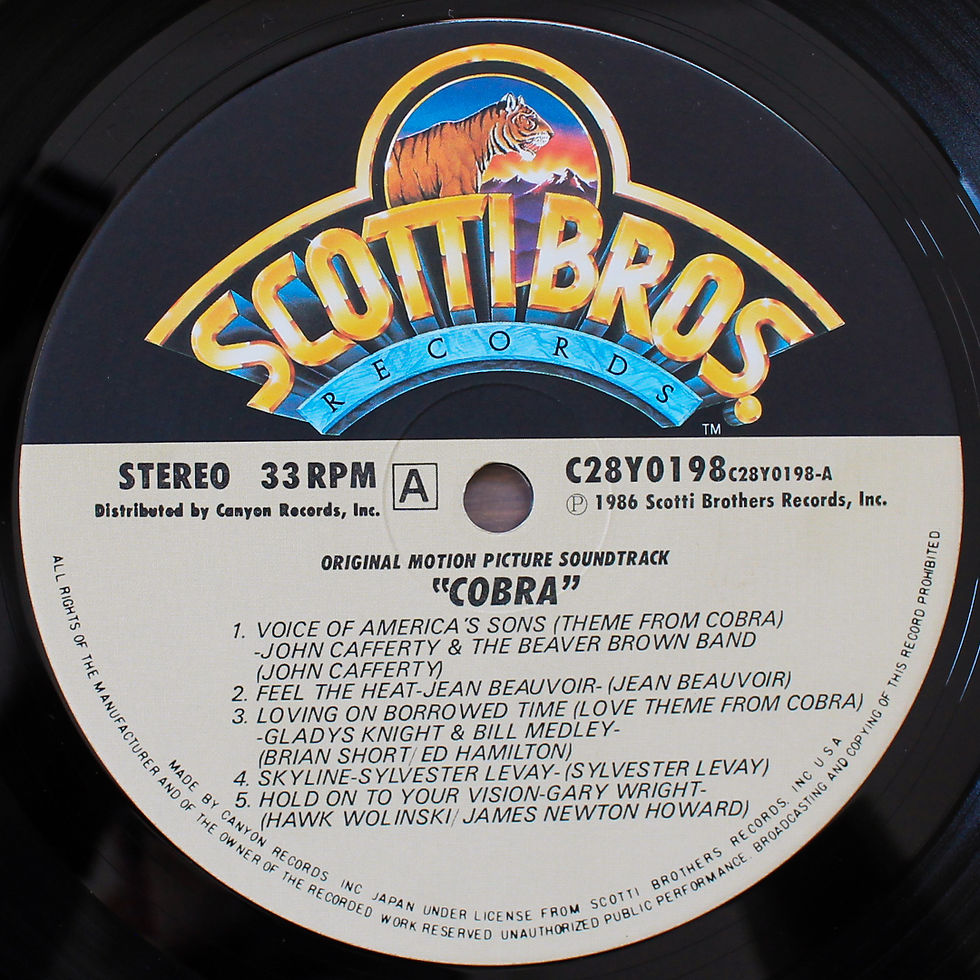 SCOTTI BROS.
RECORDS
TM
STEREO 33 RPM A C28Y0198 C28Y0198-A
Distributed by Canyon Records, Inc. Ⓟ 1986 Scotti Brothers Records, Inc.
ORIGINAL MOTION PICTURE SOUNDTRACK
"COBRA"
1. VOICE OF AMERICA'S SONS (THEME FROM COBRA)
-JOHN CAFFERTY & THE BEAVER BROWN BAND
(JOHN CAFFERTY)
2. FEEL THE HEAT-JEAN BEAUVOIR- (JEAN BEAUVOIR)
3. LOVING ON BORROWED TIME (LOVE THEME FROM COBRA)
-GLADYS KNIGHT & BILL MEDLEY-
(BRIAN SHORT/ED HAMILTON)
4. SKYLINE-SYLVESTER LEVAY- (SYLVESTER LEVAY)
5. HOLD ON TO YOUR VISION-GARY WRIGHT-
(HAWK WOLINSKI/JAMES NEWTON HOWARD)
MADE BY CANYON RECORDS INC JAPAN UNDER LICENSE FROM SCOTTI BROTHERS RECORDS. INC U S A
ALL RIGHTS OF THE MANUFACTURER AND OF THE OWNER OF THE RECORDED WORK RESERVED UNAUTHORIZED PUBLIC PERFORMANCE. BROADCASTING AND COPYING OF THIS RECORD PROHIBITED